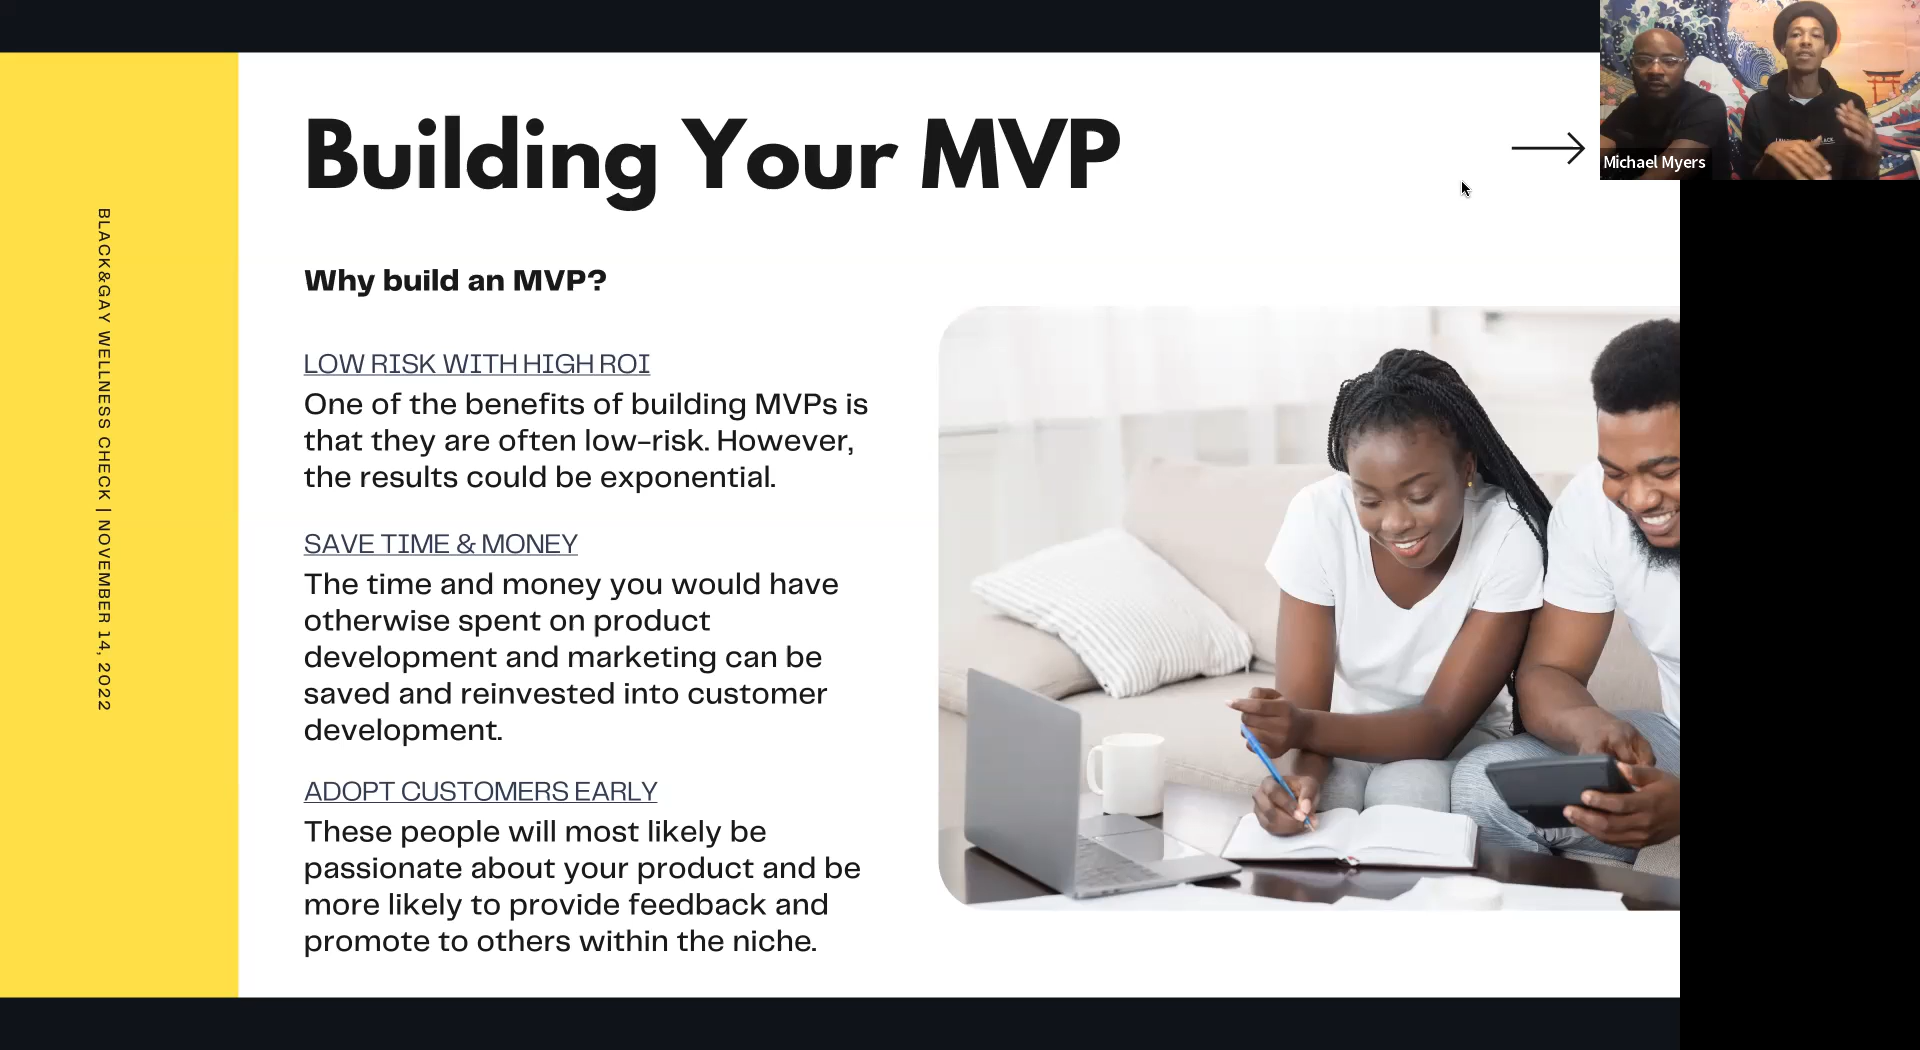 Building Your MVP
Why build an MVP?
LOW RISK WITH HIGH ROI
One of the benefits of building MVPs is
that they are often low-risk. However,
the results could be exponential.
SAVE TIME & MONEY
The time and money you would have
otherwise spent on product
development and marketing can be
saved and reinvested into customer
development.
ADOPT CUSTOMERS EARLY
These people will most likely be
passionate about your product and be
more likely to provide feedback and
promote to others within the niche.
BLACK&GAY WELLNESS CHECK | NOVEMBER 14, 2022
Michael Myers